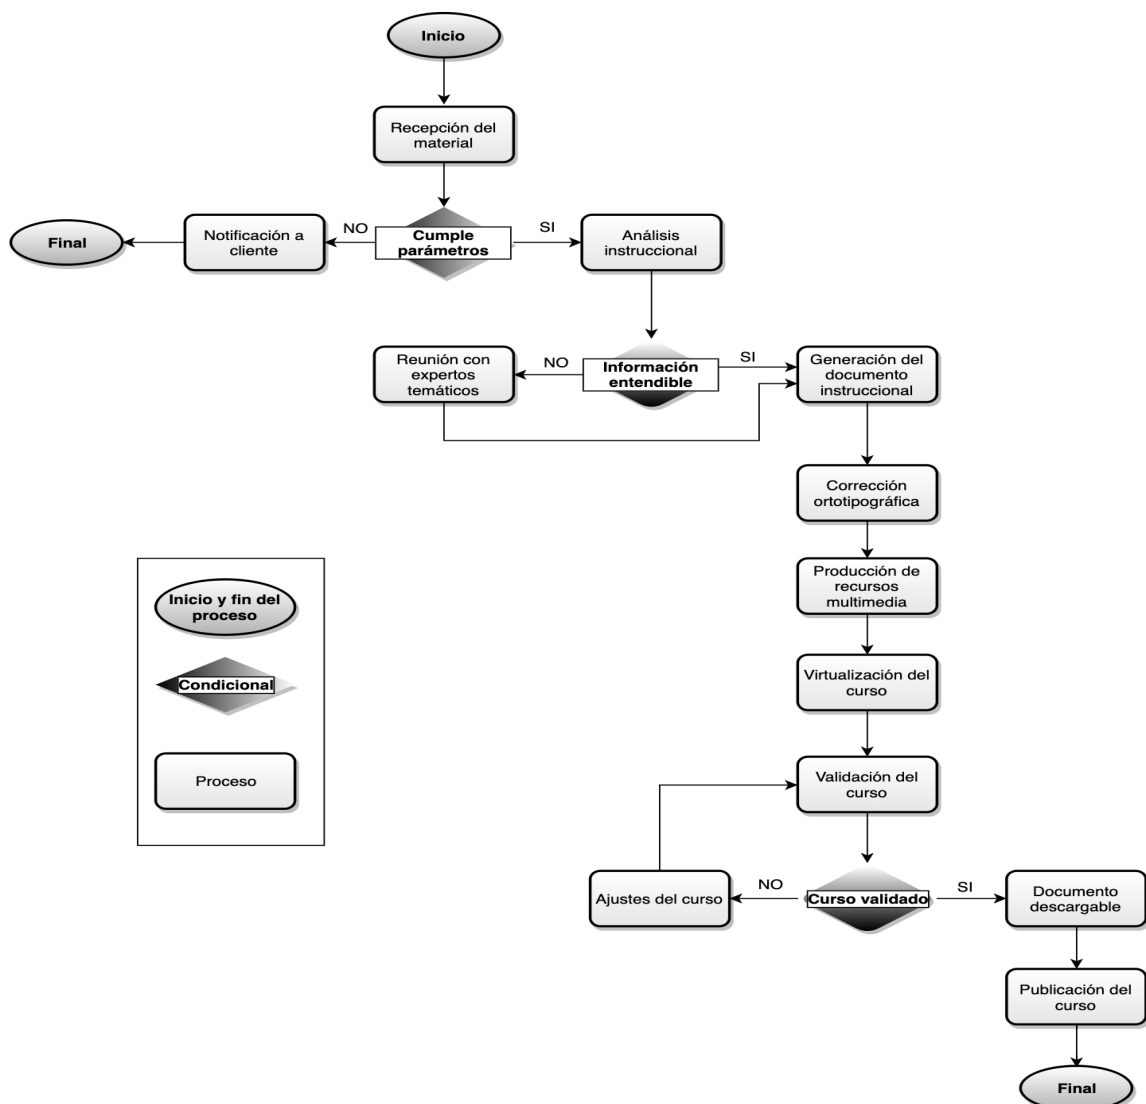 Inicio
Recepción del
material
Final
Notificación a
cliente
NO
Cumple
parámetros
SI
Análisis
instruccional
Reunión con
expertos
temáticos
NO
Información
entendible
SI
Generación del
documento
instruccional
Corrección
ortotipográfica
Producción de
recursos
multimedia
Virtualización del
curso
Validación del
curso
Ajustes del curso
NO
Curso validado
SI
Documento
descargable
Publicación del
curso
Final
Inicio y fin del
proceso
Condicional
Proceso